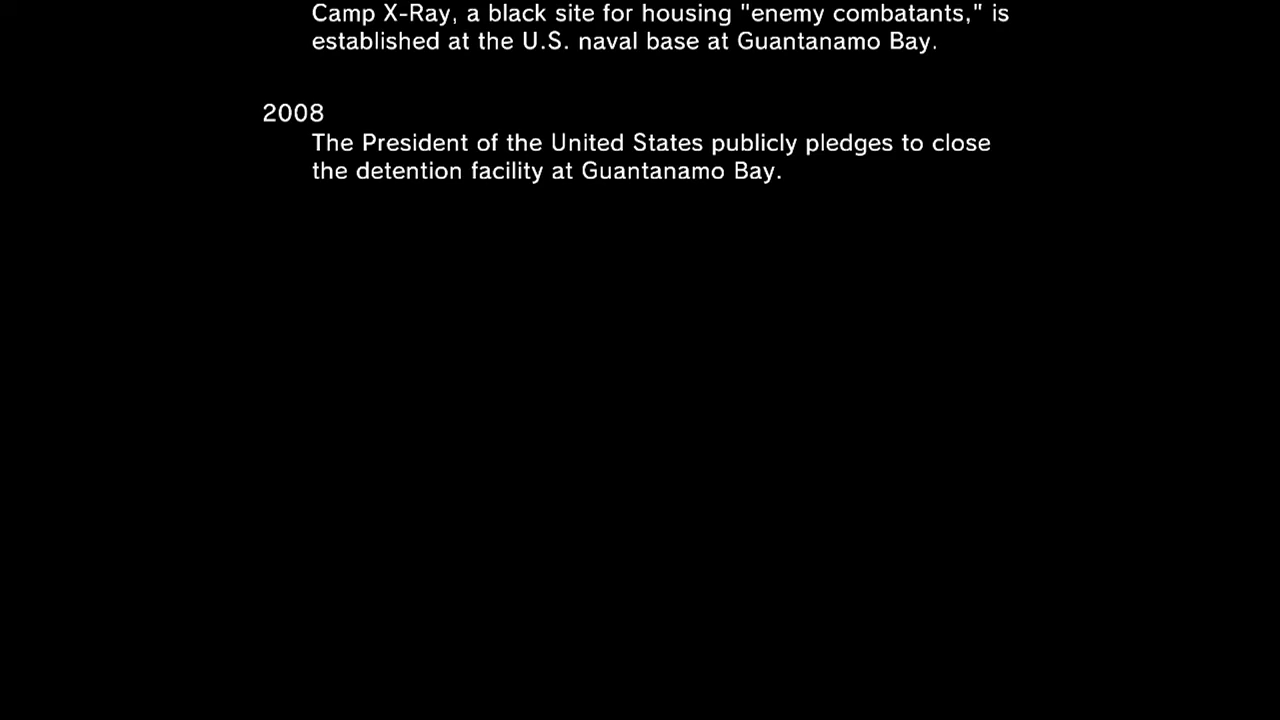 Camp X-Ray, a black site for housing "enemy combatants," is
established at the U.S. naval base at Guantanamo Bay.
2008
The President of the United States publicly pledges to close
the detention facility at Guantanamo Bay.